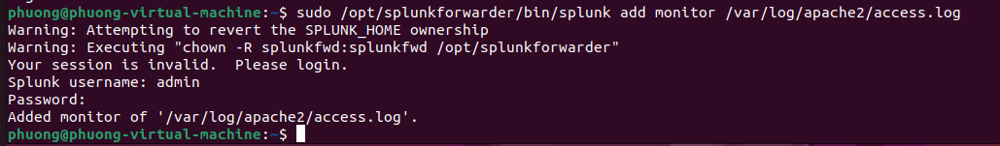 phuong@phuong-virtual-machine:~$ sudo /opt/splunkforwarder/bin/splunk add monitor /var/log/apache2/access.log
Warning: Attempting to revert the SPLUNK_HOME ownership
Warning: Executing "chown -R splunkfwd:splunkfwd /opt/splunkforwarder"
Your session is invalid.  Please login.
Splunk username: admin
Password:
Added monitor of '/var/log/apache2/access.log'.
phuong@phuong-virtual-machine:~$